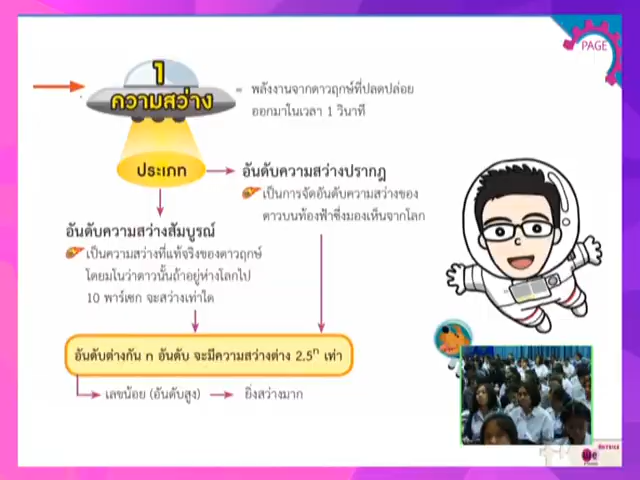 PAGE
1
ความสว่าง
= พลังงานจากดาวฤกษ์ที่ปลดปล่อย
ออกมาในเวลา 1 วินาที
ประเภท
อันดับความสว่างปรากฏ
เป็นการจัดอันดับความสว่างของ
ดาวบนท้องฟ้าซึ่งมองเห็นจากโลก
อันดับความสว่างสัมบูรณ์
เป็นความสว่างที่แท้จริงของดาวฤกษ์
โดยมโนว่าดาวนั้นถ้าอยู่ห่างโลกไป
10 พาร์เซก จะสว่างเท่าใด
อันดับต่างกัน n อันดับ จะมีความสว่างต่าง 2.5ⁿ เท่า
เลขน้อย (อันดับสูง) ยิ่งสว่างมาก
we